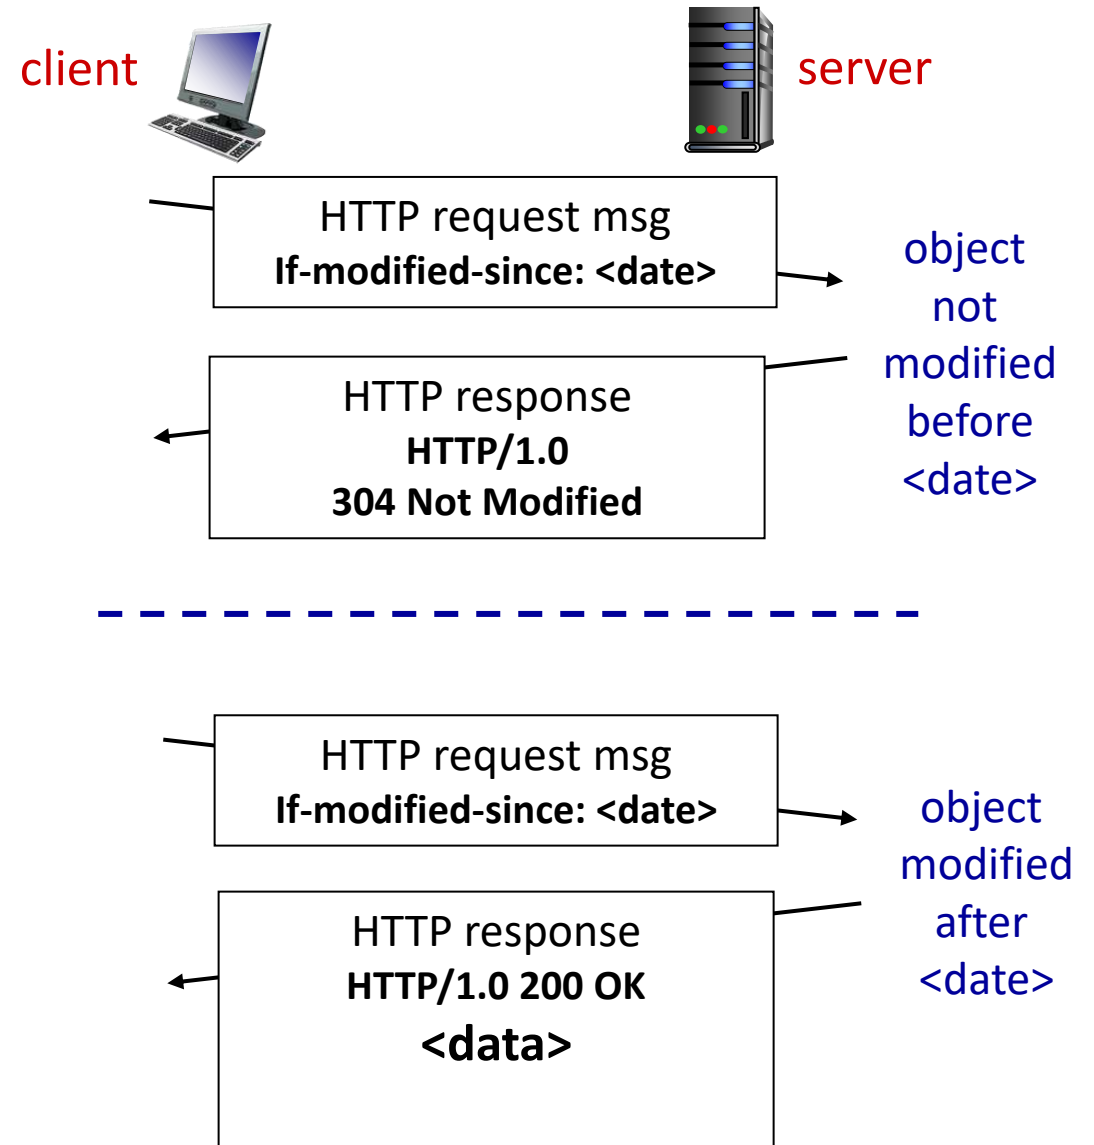 client
server
HTTP request msg
If-modified-since: <date>
object
not
modified
before
<date>
HTTP response
HTTP/1.0
304 Not Modified
HTTP request msg
If-modified-since: <date>
object
modified
after
<date>
HTTP response
HTTP/1.0 200 OK
<data>